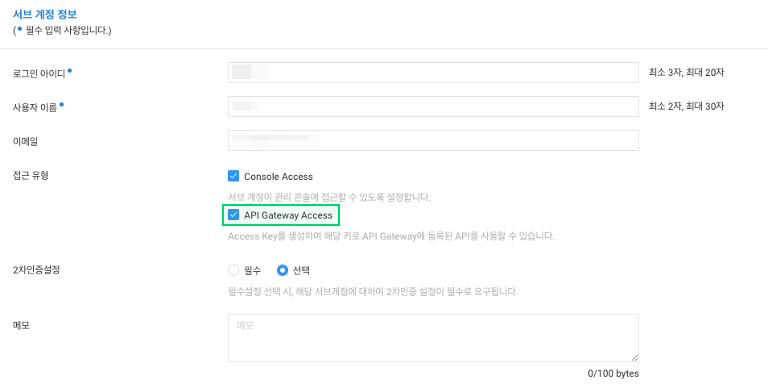 서브 계정 정보
(● 필수 입력 사항입니다.)
로그인 아이디 ●
최소 3자, 최대 20자
사용자 이름 ●
최소 2자, 최대 30자
이메일
접근 유형
Console Access
서브 계정이 관리 콘솔에 접근할 수 있도록 설정합니다.
API Gateway Access
Access Key를 생성하여 해당 키로 API Gateway에 등록된 API를 사용할 수 있습니다.
2차인증설정
필수 선택
필수설정 선택 시, 해당 서브계정에 대하여 2차인증 설정이 필수로 요구됩니다.
메모
메모
0/100 bytes